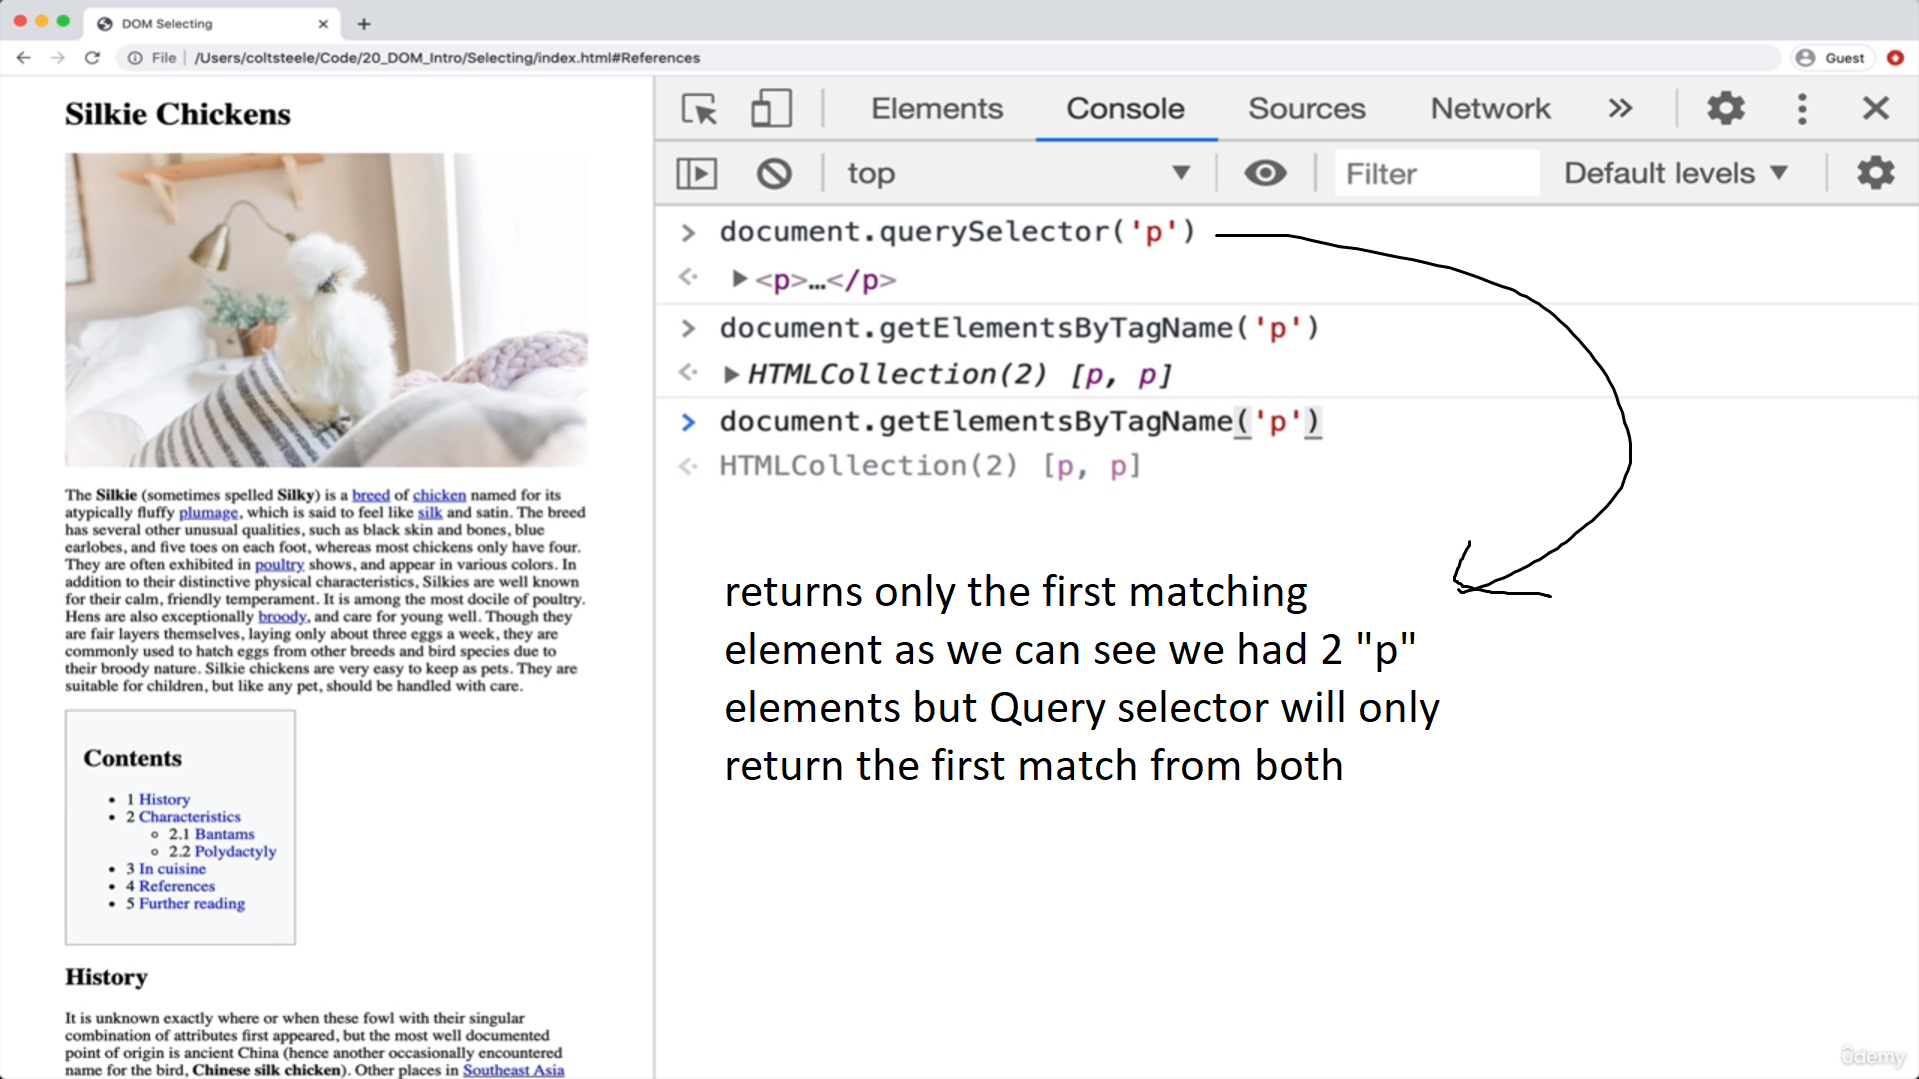 DOM Selecting
File | /Users/coltsteele/Code/20_DOM_Intro/Selecting/index.html#References
Guest
Silkie Chickens
The Silkie (sometimes spelled Silky) is a breed of chicken named for its
atypically fluffy plumage, which is said to feel like silk and satin. The breed
has several other unusual qualities, such as black skin and bones, blue
earlobes, and five toes on each foot, whereas most chickens only have four.
They are often exhibited in poultry shows, and appear in various colors. In
addition to their distinctive physical characteristics, Silkies are well known
for their calm, friendly temperament. It is among the most docile of poultry.
Hens are also exceptionally broody, and care for young well. Though they
are fair layers themselves, laying only about three eggs a week, they are
commonly used to hatch eggs from other breeds and bird species due to
their broody nature. Silkie chickens are very easy to keep as pets. They are
suitable for children, but like any pet, should be handled with care.
Contents
1 History
2 Characteristics
2.1 Bantams
2.2 Polydactyly
3 In cuisine
4 References
5 Further reading
History
It is unknown exactly where or when these fowl with their singular
combination of attributes first appeared, but the most well documented
point of origin is ancient China (hence another occasionally encountered
name for the bird, Chinese silk chicken). Other places in Southeast Asia
Elements Console Sources Network »
top Filter Default levels
> document.querySelector('p')
<p>…</p>
> document.getElementsByTagName('p')
HTMLCollection(2) [p, p]
> document.getElementsByTagName('p')
HTMLCollection(2) [p, p]
returns only the first matching
element as we can see we had 2 "p"
elements but Query selector will only
return the first match from both
ûdemy